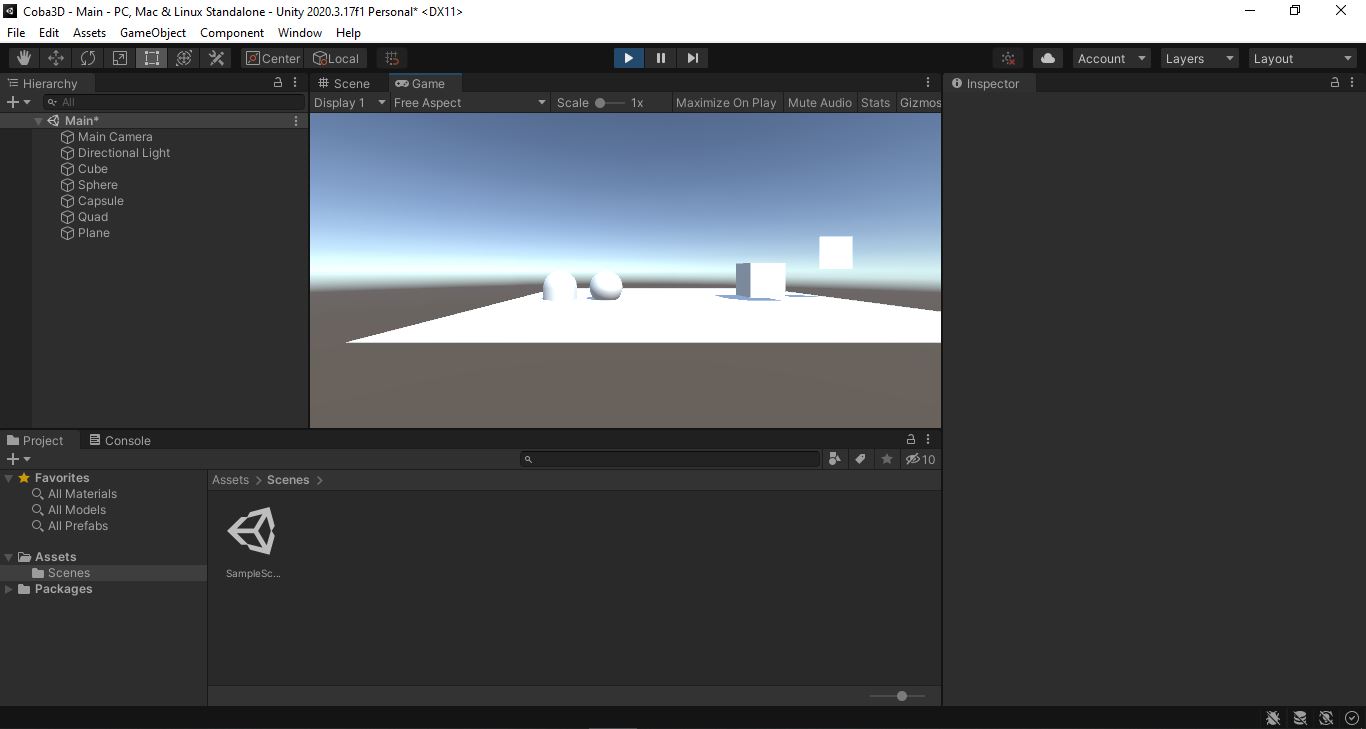 Coba3D - Main - PC, Mac & Linux Standalone - Unity 2020.3.17f1 Personal* <DX11>
File Edit Assets GameObject Component Window Help
Center Local Account Layers Layout
Hierarchy
All
Main*
Main Camera
Directional Light
Cube
Sphere
Capsule
Quad
Plane
Scene Game
Display 1 Free Aspect Scale 1x Maximize On Play Mute Audio Stats Gizmos
Inspector
Project Console
10
Favorites
All Materials
All Models
All Prefabs
Assets
Scenes
Packages
Assets > Scenes >
SampleSc...